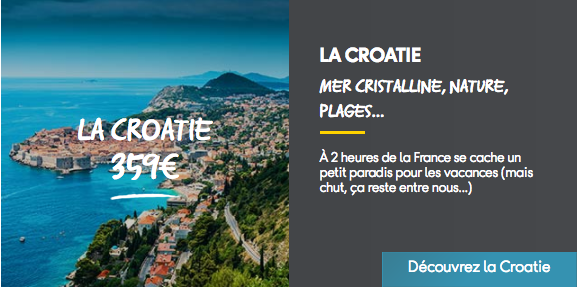 LA CROATIE
359€
LA CROATIE
MER CRISTALLINE, NATURE,
PLAGES...
À 2 heures de la France se cache un
petit paradis pour les vacances (mais
chut, ça reste entre nous...)
Découvrez la Croatie